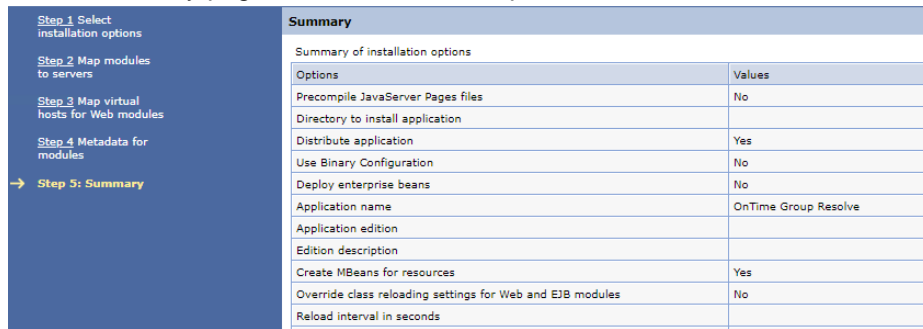 Step 1 Select
installation options
Step 2 Map modules
to servers
Step 3 Map virtual
hosts for Web modules
Step 4 Metadata for
modules
→ Step 5: Summary
Summary
Summary of installation options
Options Values
Precompile JavaServer Pages files No
Directory to install application
Distribute application Yes
Use Binary Configuration No
Deploy enterprise beans No
Application name OnTime Group Resolve
Application edition
Edition description
Create MBeans for resources Yes
Override class reloading settings for Web and EJB modules No
Reload interval in seconds